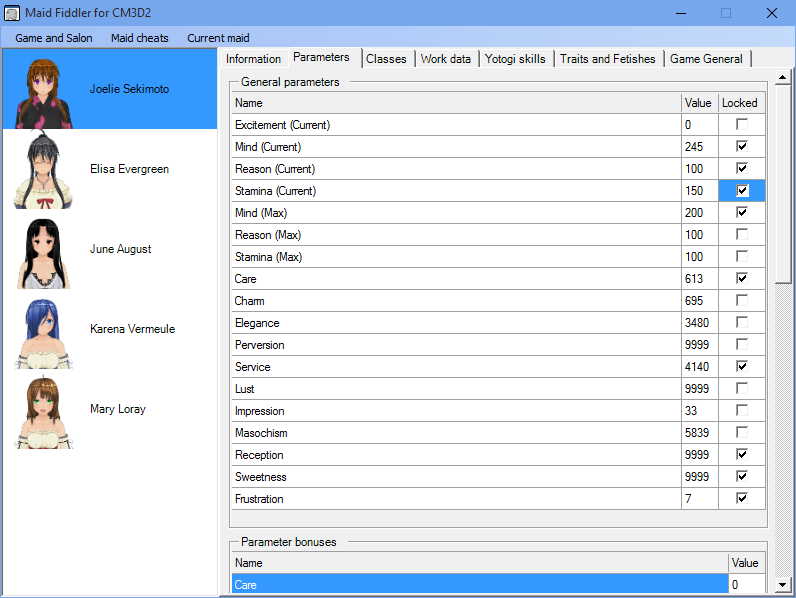 Maid Fiddler for CM3D2
Game and Salon Maid cheats Current maid
Joelie Sekimoto
Elisa Evergreen
June August
Karena Vermeule
Mary Loray
Information Parameters Classes Work data Yotogi skills Traits and Fetishes Game General
General parameters
Name Value Locked
Excitement (Current) 0
Mind (Current) 245
Reason (Current) 100
Stamina (Current) 150
Mind (Max) 200
Reason (Max) 100
Stamina (Max) 100
Care 613
Charm 695
Elegance 3480
Perversion 9999
Service 4140
Lust 9999
Impression 33
Masochism 5839
Reception 9999
Sweetness 9999
Frustration 7
Parameter bonuses
Name Value
Care 0